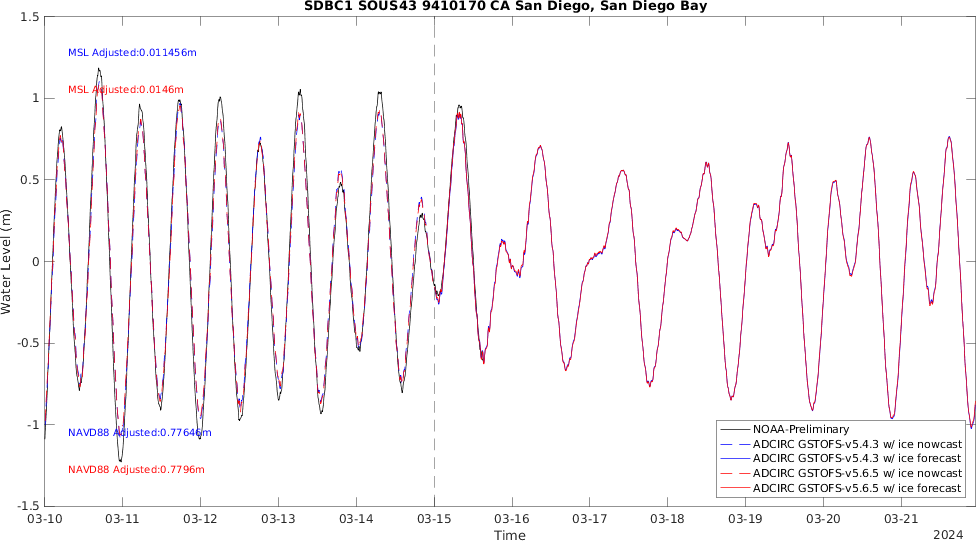 SDBC1 SOUS43 9410170 CA San Diego, San Diego Bay
1.5
1
0.5
0
-0.5
-1
-1.5
Water Level (m)
MSL Adjusted:0.011456m
MSL Adjusted:0.0146m
NAVD88 Adjusted:0.77646m
NAVD88 Adjusted:0.7796m
NOAA-Preliminary
ADCIRC GSTOFS-v5.4.3 w/ ice nowcast
ADCIRC GSTOFS-v5.4.3 w/ ice forecast
ADCIRC GSTOFS-v5.6.5 w/ ice nowcast
ADCIRC GSTOFS-v5.6.5 w/ ice forecast
03-10 03-11 03-12 03-13 03-14 03-15 03-16 03-17 03-18 03-19 03-20 03-21
Time
2024